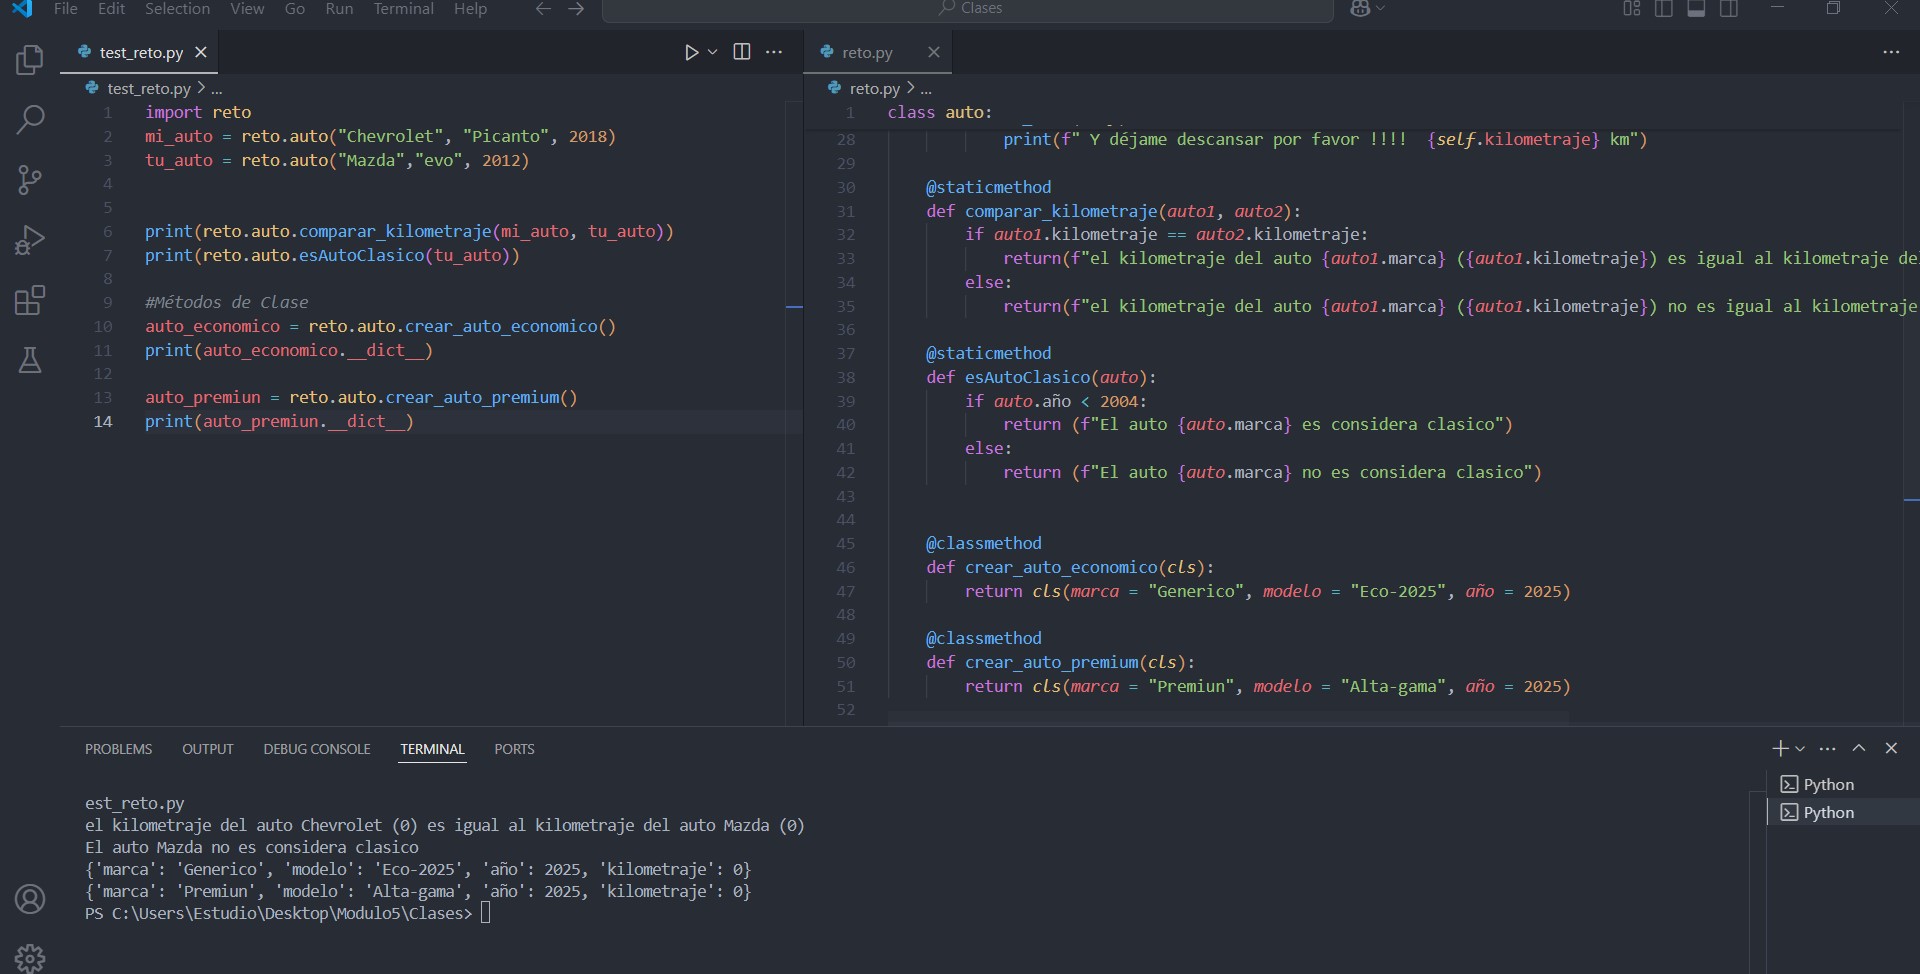 File Edit Selection View Go Run Terminal Help
Clases
test_reto.py
reto.py
test_reto.py > ...
1 import reto
2 mi_auto = reto.auto("Chevrolet", "Picanto", 2018)
3 tu_auto = reto.auto("Mazda","evo", 2012)
4
5
6 print(reto.auto.comparar_kilometraje(mi_auto, tu_auto))
7 print(reto.auto.esAutoClasico(tu_auto))
8
9 #Métodos de Clase
10 auto_economico = reto.auto.crear_auto_economico()
11 print(auto_economico.__dict__)
12
13 auto_premiun = reto.auto.crear_auto_premium()
14 print(auto_premiun.__dict__)
reto.py > ...
1 class auto:
28 print(f" Y déjame descansar por favor !!!!  {self.kilometraje} km")
29
30 @staticmethod
31 def comparar_kilometraje(auto1, auto2):
32 if auto1.kilometraje == auto2.kilometraje:
33 return(f"el kilometraje del auto {auto1.marca} ({auto1.kilometraje}) es igual al kilometraje de
34 else:
35 return(f"el kilometraje del auto {auto1.marca} ({auto1.kilometraje}) no es igual al kilometraje
36
37 @staticmethod
38 def esAutoClasico(auto):
39 if auto.año < 2004:
40 return (f"El auto {auto.marca} es considera clasico")
41 else:
42 return (f"El auto {auto.marca} no es considera clasico")
43
44
45 @classmethod
46 def crear_auto_economico(cls):
47 return cls(marca = "Generico", modelo = "Eco-2025", año = 2025)
48
49 @classmethod
50 def crear_auto_premium(cls):
51 return cls(marca = "Premiun", modelo = "Alta-gama", año = 2025)
52
PROBLEMS OUTPUT DEBUG CONSOLE TERMINAL PORTS
est_reto.py
el kilometraje del auto Chevrolet (0) es igual al kilometraje del auto Mazda (0)
El auto Mazda no es considera clasico
{'marca': 'Generico', 'modelo': 'Eco-2025', 'año': 2025, 'kilometraje': 0}
{'marca': 'Premiun', 'modelo': 'Alta-gama', 'año': 2025, 'kilometraje': 0}
PS C:\Users\Estudio\Desktop\Modulo5\Clases>
Python
Python